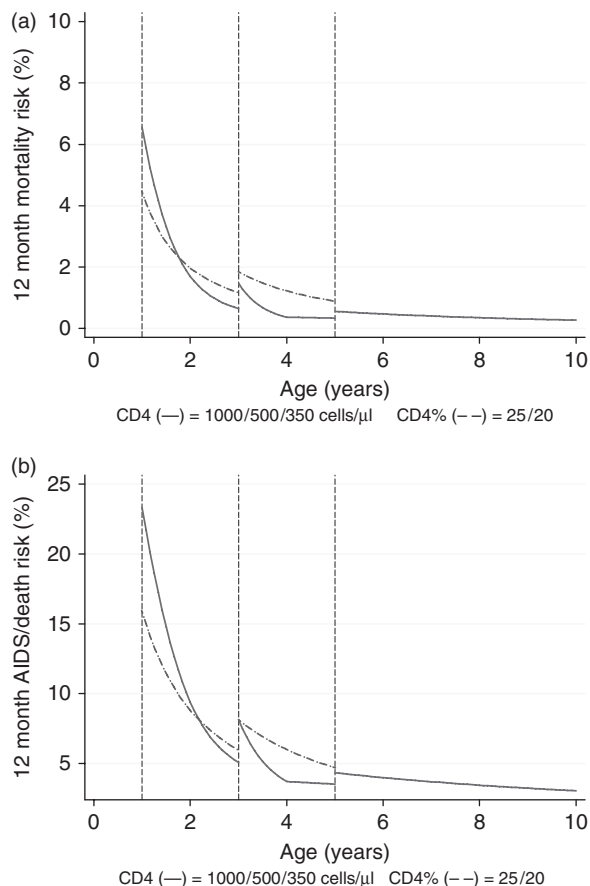 (a)
12 month mortality risk (%)
10
8
6
4
2
0
0 2 4 6 8 10
Age (years)
CD4 (—) = 1000/500/350 cells/μl CD4% (– –) = 25/20
(b)
12 month AIDS/death risk (%)
25
20
15
10
5
0 2 4 6 8 10
Age (years)
CD4 (—) = 1000/500/350 cells/μl CD4% (– –) = 25/20